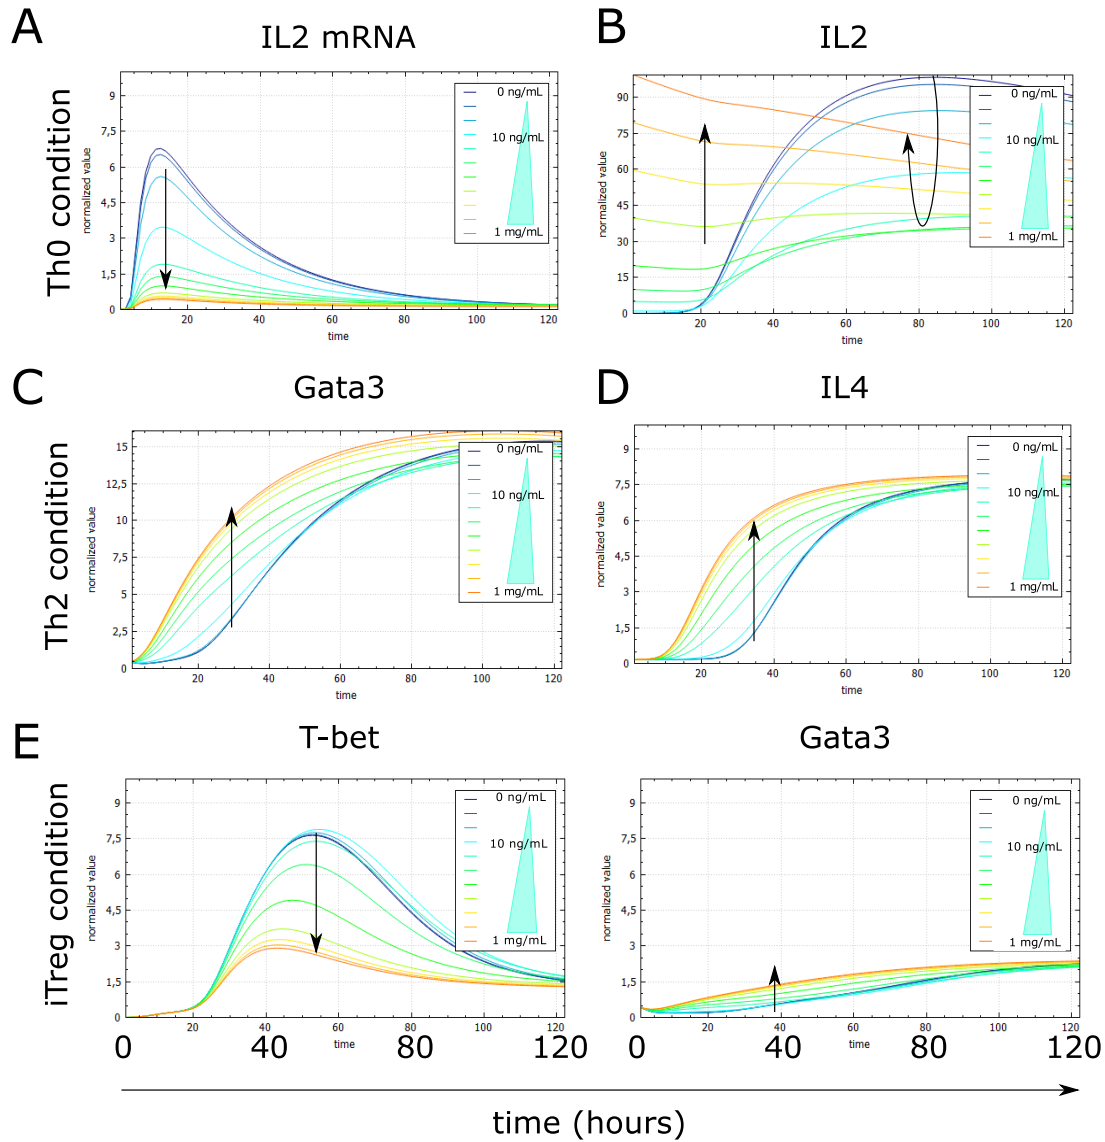 A
IL2 mRNA
Th0 condition
normalized value
9
7,5
6
4,5
3
1,5
0
20
40
60
80
100
120
time
0 ng/mL
10 ng/mL
1 mg/mL
B
IL2
normalized value
90
75
60
45
30
15
0
20
40
60
80
100
120
time
0 ng/mL
10 ng/mL
1 mg/mL
C
Gata3
Th2 condition
normalized value
15
12,5
10
7,5
5
2,5
0
20
40
60
80
100
120
time
0 ng/mL
10 ng/mL
1 mg/mL
D
IL4
normalized value
9
7,5
6
4,5
3
1,5
0
20
40
60
80
100
120
time
0 ng/mL
10 ng/mL
1 mg/mL
E
T-bet
iTreg condition
normalized value
9
7,5
6
4,5
3
1,5
0
20
40
60
80
100
120
time
0 ng/mL
10 ng/mL
1 mg/mL
0
40
80
120
Gata3
normalized value
9
7,5
6
4,5
3
1,5
0
20
40
60
80
100
120
time
0 ng/mL
10 ng/mL
1 mg/mL
0
40
80
120
time (hours)